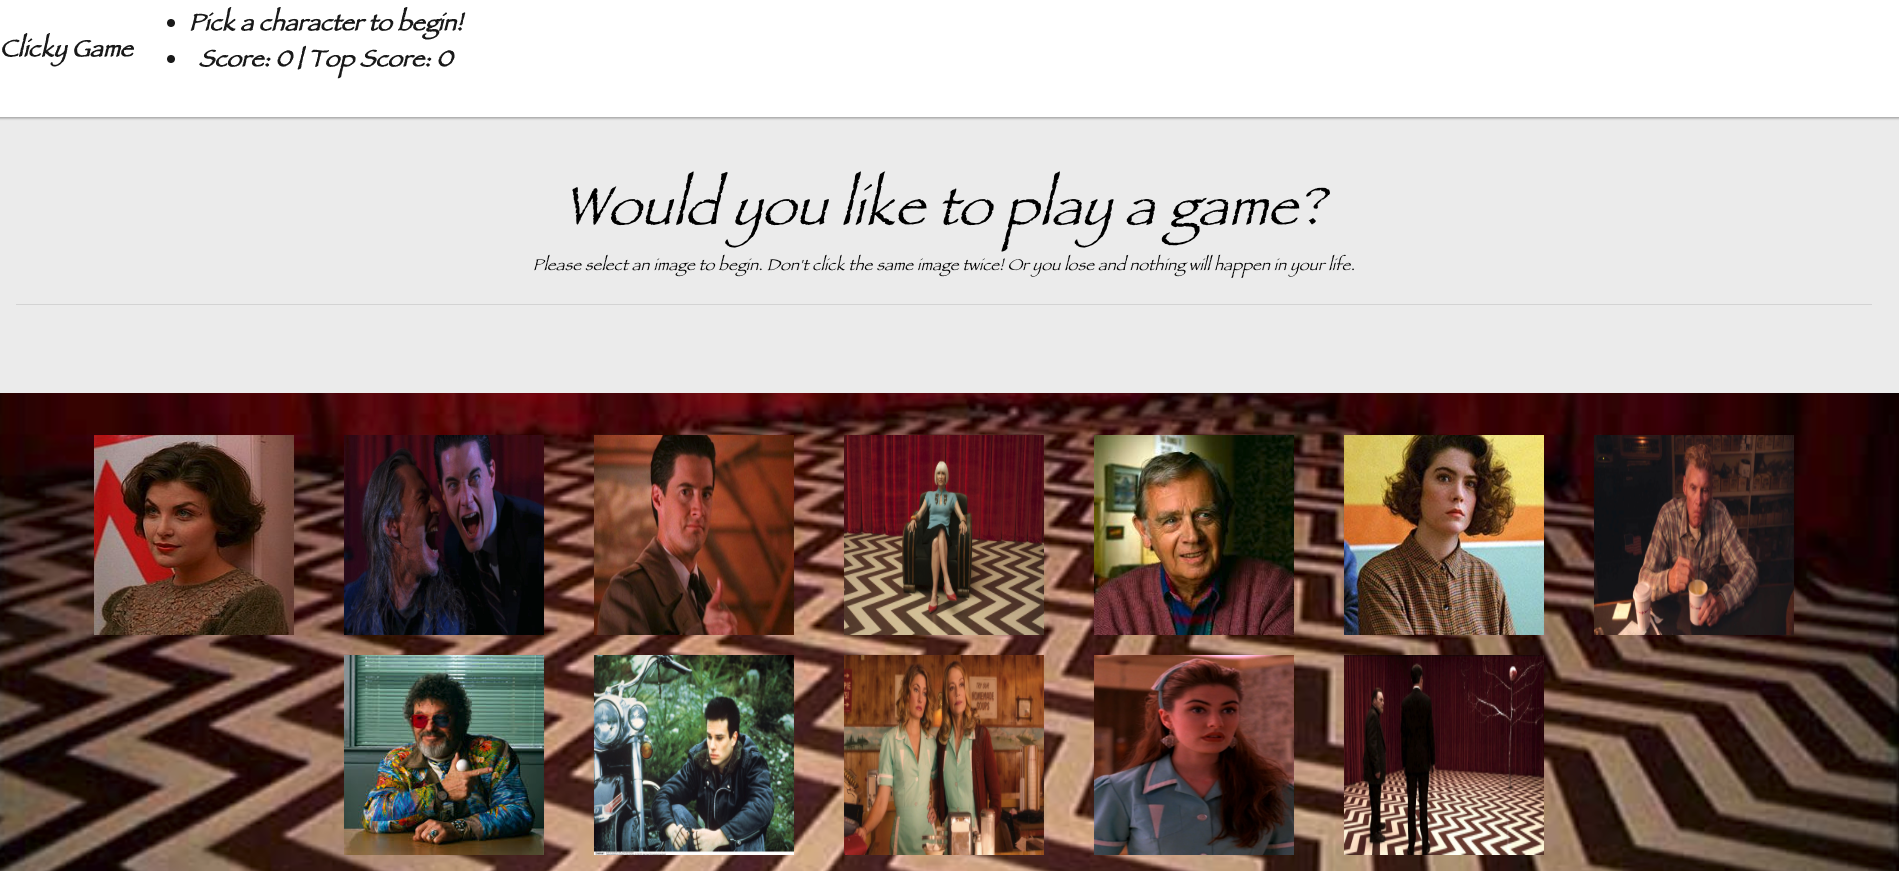 Clicky Game
Pick a character to begin!
Score: 0 | Top Score: 0
Would you like to play a game?
Please select an image to begin. Don't click the same image twice! Or you lose and nothing will happen in your life.